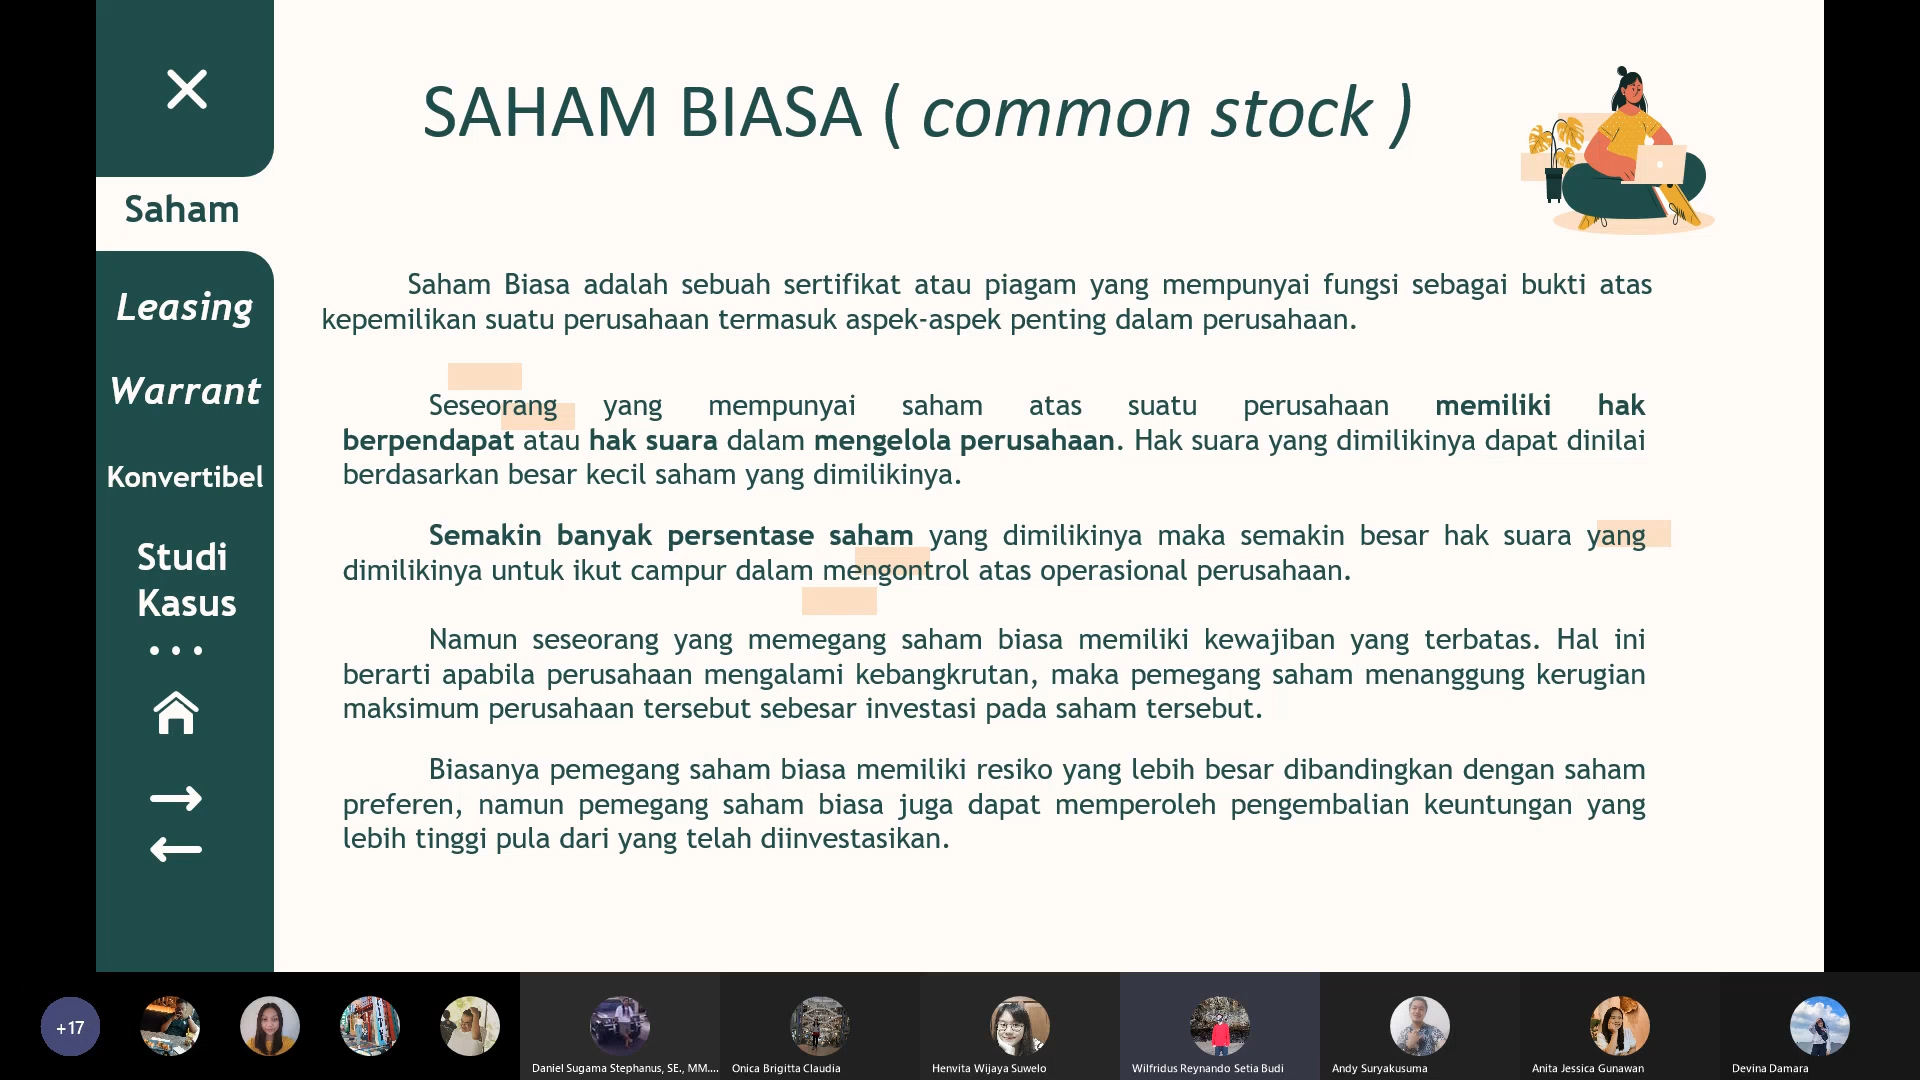 SAHAM BIASA ( common stock )
Saham
Leasing
Warrant
Konvertibel
Studi
Kasus
Saham Biasa adalah sebuah sertifikat atau piagam yang mempunyai fungsi sebagai bukti atas
kepemilikan suatu perusahaan termasuk aspek-aspek penting dalam perusahaan.
Seseorang yang mempunyai saham atas suatu perusahaan memiliki hak
berpendapat atau hak suara dalam mengelola perusahaan. Hak suara yang dimilikinya dapat dinilai
berdasarkan besar kecil saham yang dimilikinya.
Semakin banyak persentase saham yang dimilikinya maka semakin besar hak suara yang
dimilikinya untuk ikut campur dalam mengontrol atas operasional perusahaan.
Namun seseorang yang memegang saham biasa memiliki kewajiban yang terbatas. Hal ini
berarti apabila perusahaan mengalami kebangkrutan, maka pemegang saham menanggung kerugian
maksimum perusahaan tersebut sebesar investasi pada saham tersebut.
Biasanya pemegang saham biasa memiliki resiko yang lebih besar dibandingkan dengan saham
preferen, namun pemegang saham biasa juga dapat memperoleh pengembalian keuntungan yang
lebih tinggi pula dari yang telah diinvestasikan.
+17
Daniel Sugama Stephanus, SE., MM....
Onica Brigitta Claudia
Henvita Wijaya Suwelo
Wilfridus Reynando Setia Budi
Andy Suryakusuma
Anita Jessica Gunawan
Devina Damara